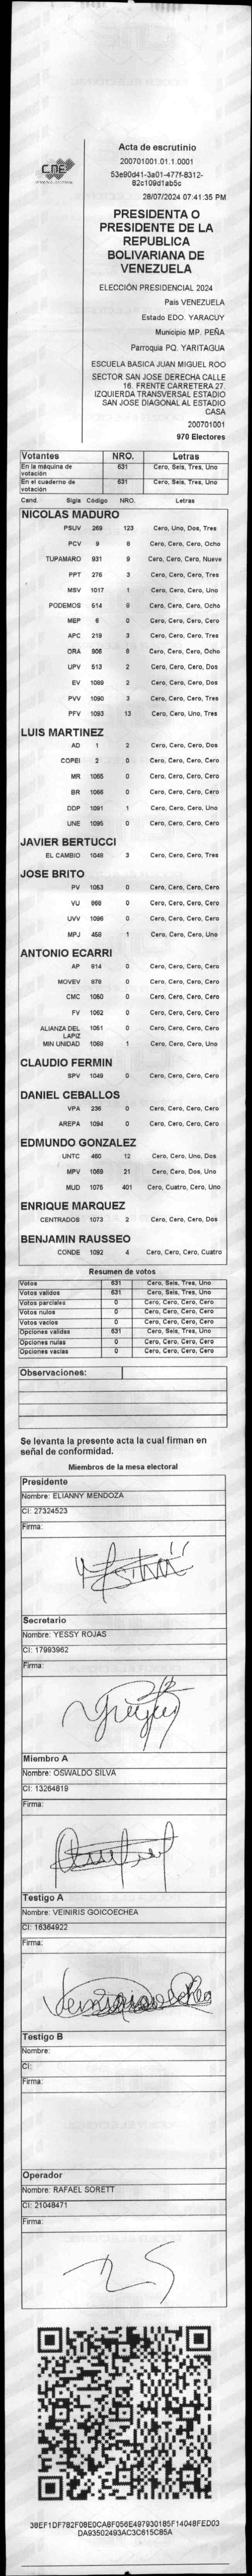 CNE
Acta de escrutinio
200701001.01.1.0001
53e90d41-3a01-477f-8312-
82c109d1ab5c
28/07/2024 07:41:35 PM
PRESIDENTA O
PRESIDENTE DE LA
REPUBLICA
BOLIVARIANA DE
VENEZUELA
ELECCIÓN PRESIDENCIAL 2024
País VENEZUELA
Estado EDO. YARACUY
Municipio MP. PEÑA
Parroquia PQ. YARITAGUA
ESCUELA BASICA JUAN MIGUEL ROO
SECTOR SAN JOSE DERECHA CALLE
16. FRENTE CARRETERA 27.
IZQUIERDA TRANSVERSAL ESTADIO
SAN JOSE DIAGONAL AL ESTADIO
CASA
200701001
970 Electores
Votantes NRO. Letras
En la máquina de votación 631 Cero, Seis, Tres, Uno
En el cuaderno de votación 631 Cero, Seis, Tres, Uno
Cand. Sigla Código NRO. Letras
NICOLAS MADURO
PSUV 269 123 Cero, Uno, Dos, Tres
PCV 9 8 Cero, Cero, Cero, Ocho
TUPAMARO 931 9 Cero, Cero, Cero, Nueve
PPT 276 3 Cero, Cero, Cero, Tres
MSV 1017 1 Cero, Cero, Cero, Uno
PODEMOS 514 8 Cero, Cero, Cero, Ocho
MEP 6 0 Cero, Cero, Cero, Cero
APC 219 3 Cero, Cero, Cero, Tres
ORA 906 8 Cero, Cero, Cero, Ocho
UPV 513 2 Cero, Cero, Cero, Dos
EV 1089 2 Cero, Cero, Cero, Dos
PVV 1090 3 Cero, Cero, Cero, Tres
PFV 1093 13 Cero, Cero, Uno, Tres
LUIS MARTINEZ
AD 1 2 Cero, Cero, Cero, Dos
COPEI 2 0 Cero, Cero, Cero, Cero
MR 1065 0 Cero, Cero, Cero, Cero
BR 1066 0 Cero, Cero, Cero, Cero
DDP 1091 1 Cero, Cero, Cero, Uno
UNE 1095 0 Cero, Cero, Cero, Cero
JAVIER BERTUCCI
EL CAMBIO 1048 3 Cero, Cero, Cero, Tres
JOSE BRITO
PV 1053 0 Cero, Cero, Cero, Cero
VU 0 Cero, Cero, Cero, Cero
UVV 1096 0 Cero, Cero, Cero, Cero
MPJ 458 1 Cero, Cero, Cero, Uno
ANTONIO ECARRI
AP 814 0 Cero, Cero, Cero, Cero
MOVEV 978 0 Cero, Cero, Cero, Cero
CMC 1050 0 Cero, Cero, Cero, Cero
FV 1052 0 Cero, Cero, Cero, Cero
ALIANZA DEL LAPIZ 1051 0 Cero, Cero, Cero, Cero
MIN UNIDAD 1068 1 Cero, Cero, Cero, Uno
CLAUDIO FERMIN
SPV 1049 0 Cero, Cero, Cero, Cero
DANIEL CEBALLOS
VPA 236 0 Cero, Cero, Cero, Cero
AREPA 1094 0 Cero, Cero, Cero, Cero
EDMUNDO GONZALEZ
UNTC 460 12 Cero, Cero, Uno, Dos
MPV 1069 21 Cero, Cero, Dos, Uno
MUD 1075 401 Cero, Cuatro, Cero, Uno
ENRIQUE MARQUEZ
CENTRADOS 1073 2 Cero, Cero, Cero, Dos
BENJAMIN RAUSSEO
CONDE 1092 4 Cero, Cero, Cero, Cuatro
Resumen de votos
Votos 631 Cero, Seis, Tres, Uno
Votos validos 631 Cero, Seis, Tres, Uno
Votos parciales 0 Cero, Cero, Cero, Cero
Votos nulos 0 Cero, Cero, Cero, Cero
Votos vacíos 0 Cero, Cero, Cero, Cero
Opciones validas 631 Cero, Seis, Tres, Uno
Opciones nulas 0 Cero, Cero, Cero, Cero
Opciones vacías 0 Cero, Cero, Cero, Cero
Observaciones:
Se levanta la presente acta la cual firman en
señal de conformidad.
Miembros de la mesa electoral
Presidente
Nombre: ELIANNY MENDOZA
CI: 27324523
Firma:
Secretario
Nombre: YESSY ROJAS
CI: 17993962
Firma:
Miembro A
Nombre: OSWALDO SILVA
CI: 13264819
Firma:
Testigo A
Nombre: VEINIRIS GOICOECHEA
CI: 16364922
Firma:
Testigo B
Nombre:
CI:
Firma:
Operador
Nombre: RAFAEL SORETT
CI: 21048471
Firma:
38EF1DF782F08E0CA8F056E497930185F14048FED03
DA93502493AC3C615C85A